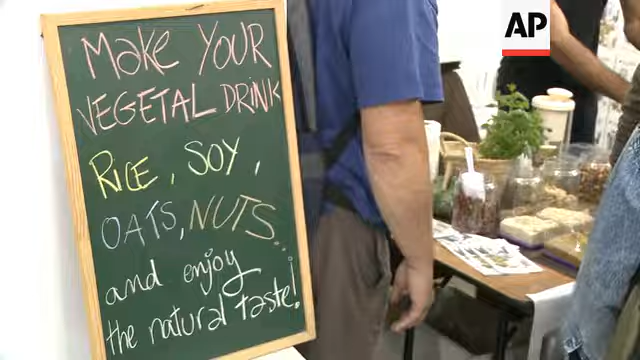 Make YOUR
VEGETAL DRINK
RICE, SOY,
OATS, NUTS...
and enjoy
the natural taste!
AP